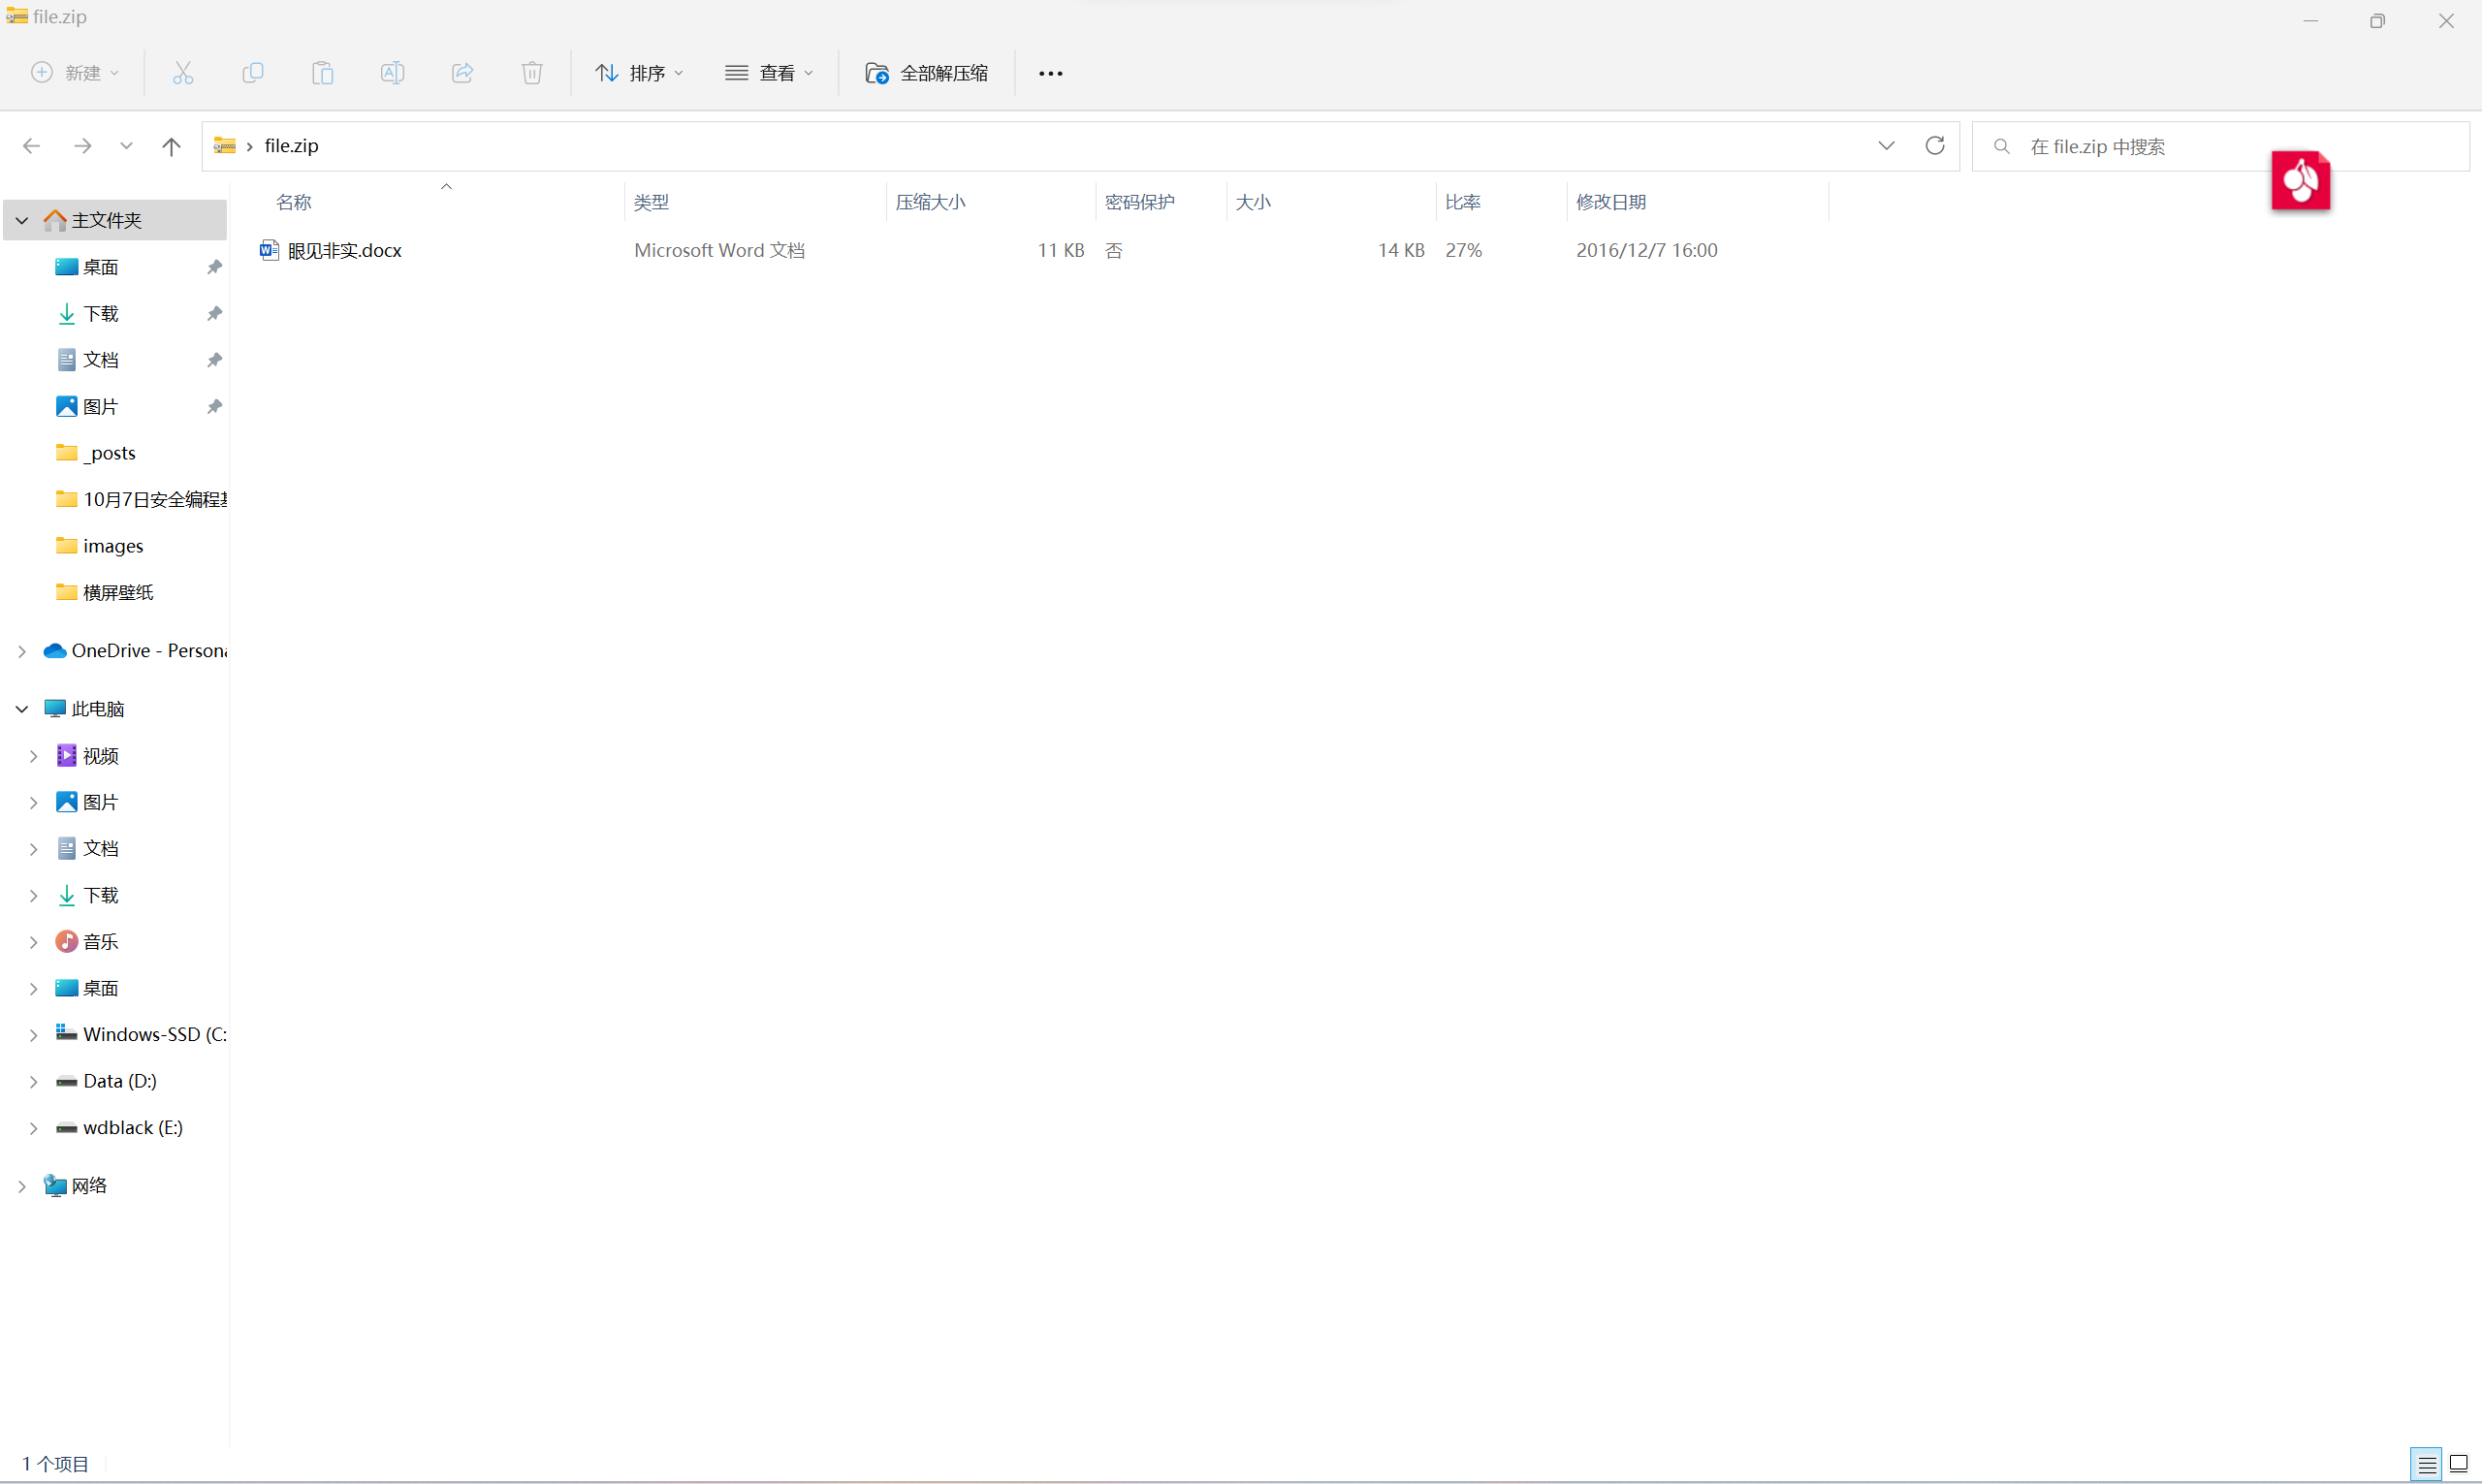 file.zip
新建
排序
查看
全部解压缩
file.zip
在 file.zip 中搜索
名称 类型 压缩大小 密码保护 大小 比率 修改日期
眼见非实.docx Microsoft Word 文档 11 KB 否 14 KB 27% 2016/12/7 16:00
主文件夹
桌面
下载
文档
图片
_posts
10月7日安全编程
images
横屏壁纸
OneDrive - Persona
此电脑
视频
图片
文档
下载
音乐
桌面
Windows-SSD (C:
Data (D:)
wdblack (E:)
网络
1 个项目